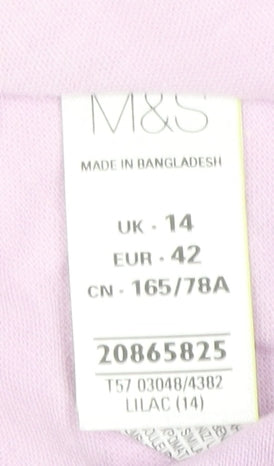 M&S
MADE IN BANGLADESH
UK - 14
EUR - 42
CN - 165/78A
20865825
T57 03048/4382
LILAC (14)